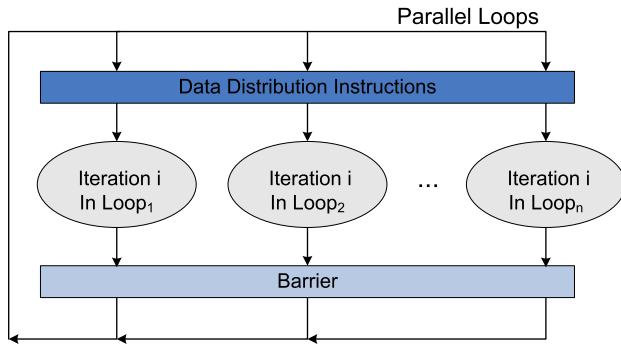 Parallel Loops
Data Distribution Instructions
Iteration i
In Loop₁
Iteration i
In Loop₂
...
Iteration i
In Loopₙ
Barrier